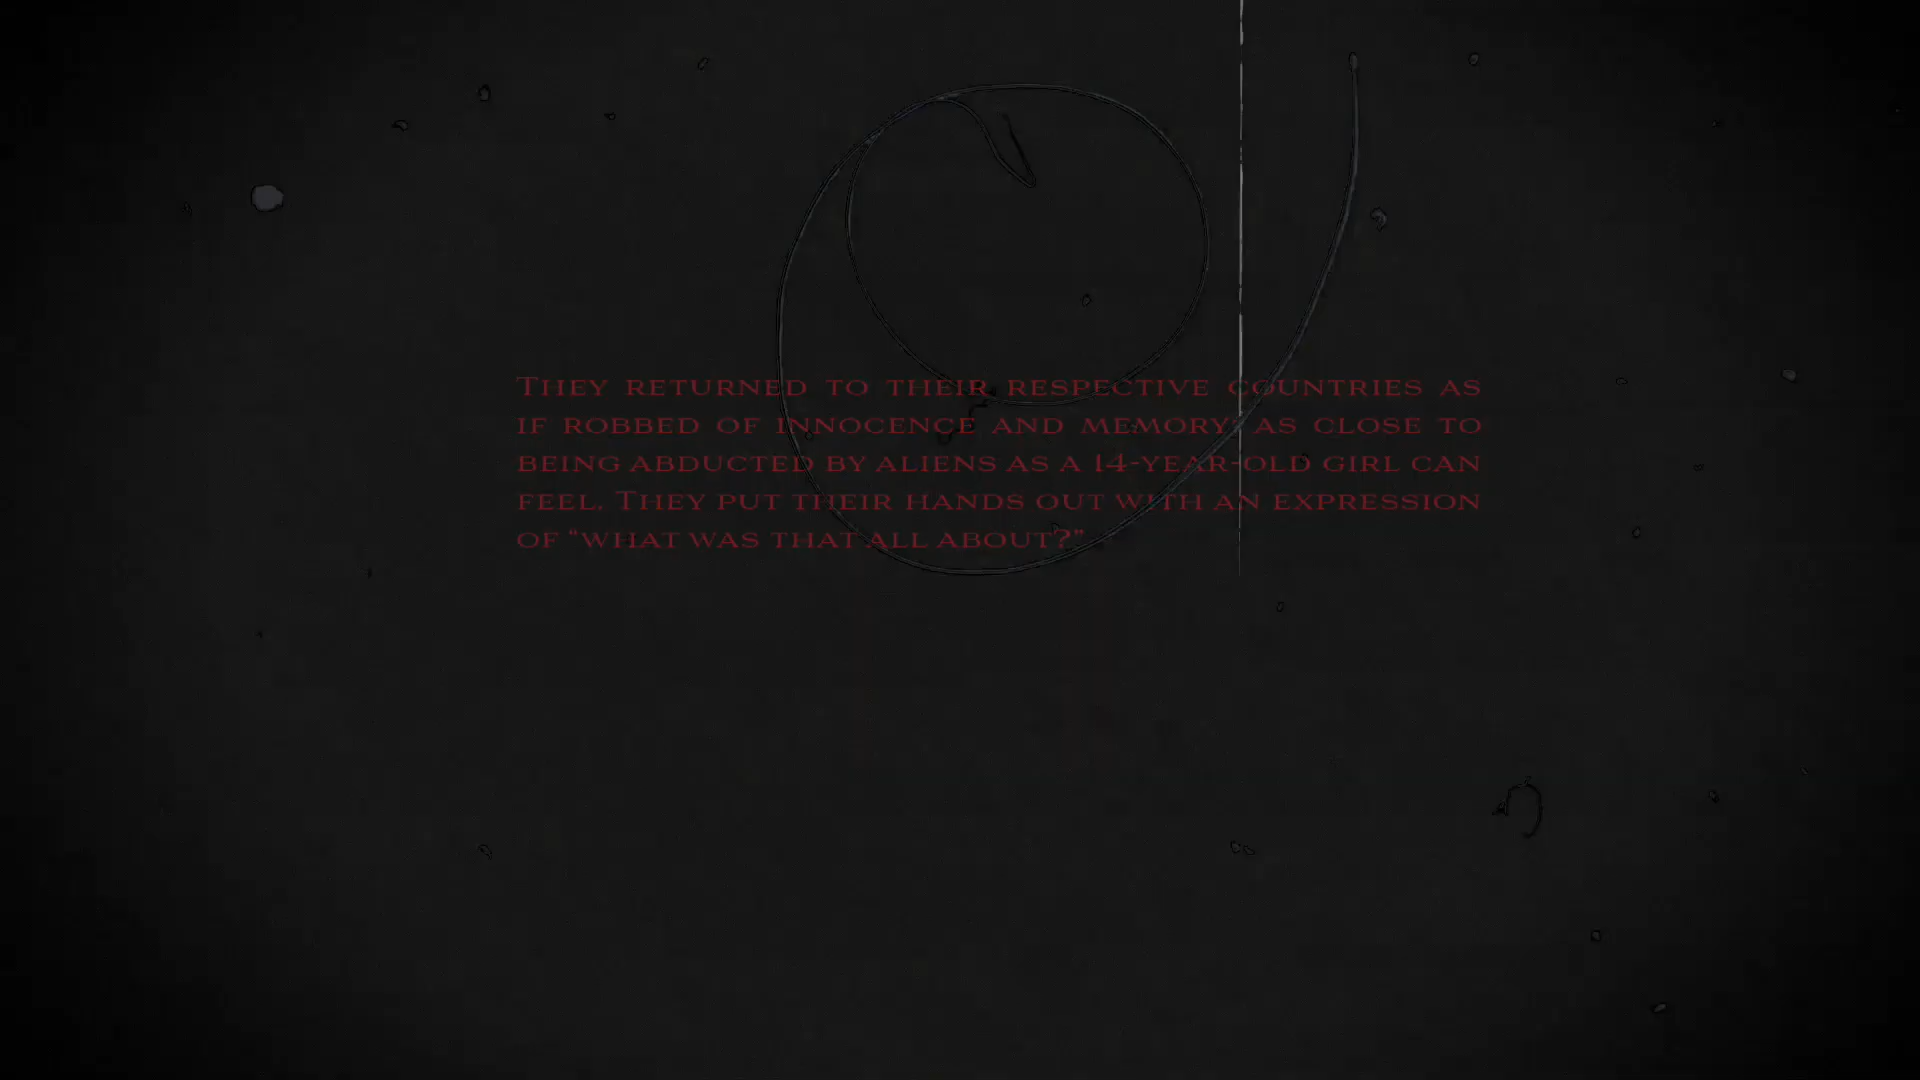 They returned to their respective countries as
if robbed of innocence and memory, as close to
being abducted by aliens as a 14-year-old girl can
feel. They put their hands out with an expression
of “what was that all about?”